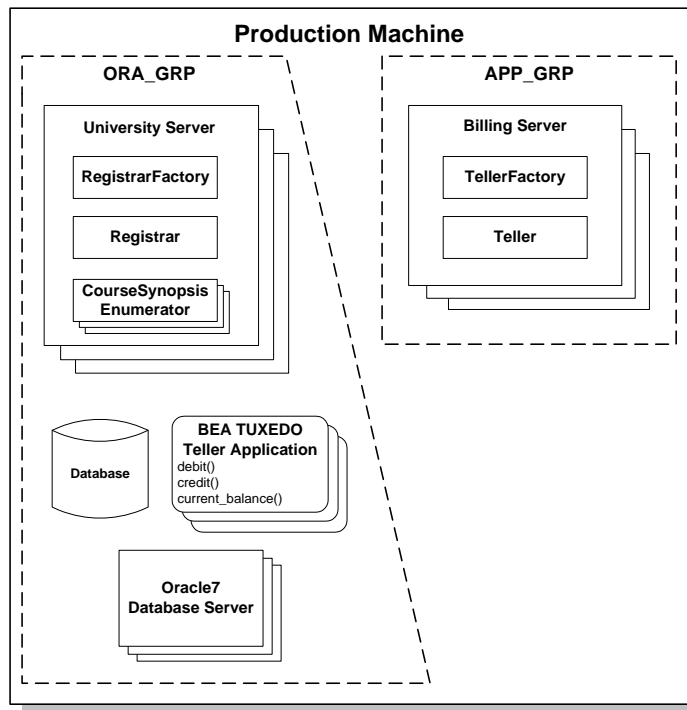 Production Machine
ORA_GRP
University Server
RegistrarFactory
Registrar
CourseSynopsis
Enumerator
Database
BEA TUXEDO
Teller Application
debit()
credit()
current_balance()
Oracle7
Database Server
APP_GRP
Billing Server
TellerFactory
Teller